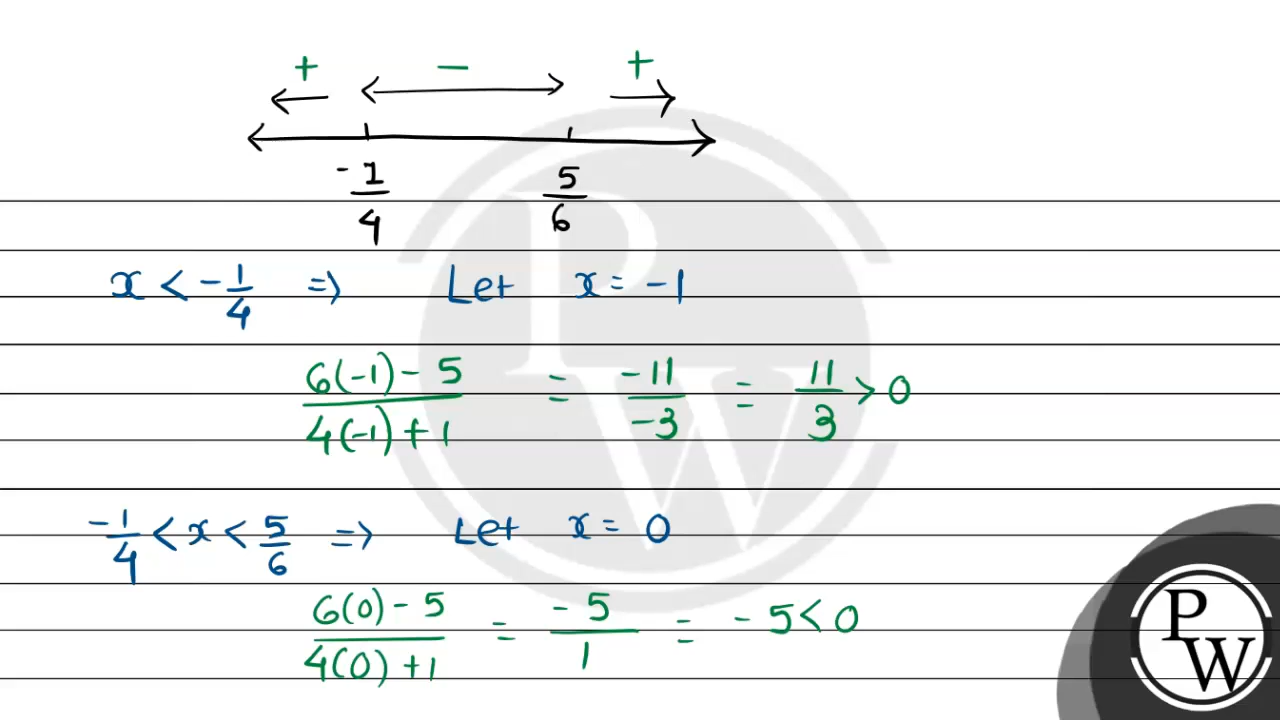 + − +
-1/4 5/6
x < -1/4 ⇒ Let x = -1
6(-1) - 5 / 4(-1) + 1 = -11/-3 = 11/3 > 0
-1/4 < x < 5/6 ⇒ Let x = 0
6(0) - 5 / 4(0) + 1 = -5/1 = -5 < 0
PW
PW